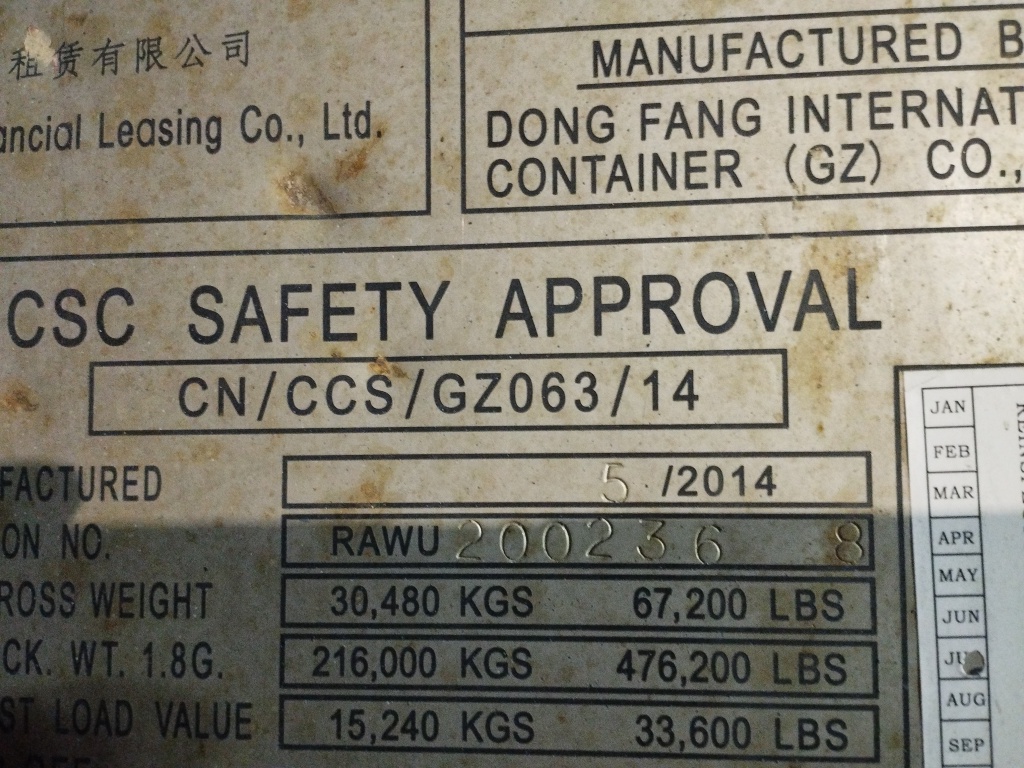 租赁有限公司
ancial Leasing Co., Ltd.
MANUFACTURED B
DONG FANG INTERNAT
CONTAINER (GZ) CO.,
CSC SAFETY APPROVAL
CN/CCS/GZ063/14
FACTURED 5 /2014
ON NO. RAWU 200236 8
ROSS WEIGHT 30,480 KGS 67,200 LBS
CK. WT. 1.8G. 216,000 KGS 476,200 LBS
ST LOAD VALUE 15,240 KGS 33,600 LBS
JAN
FEB
MAR
APR
MAY
JUN
JU
AUG
SEP